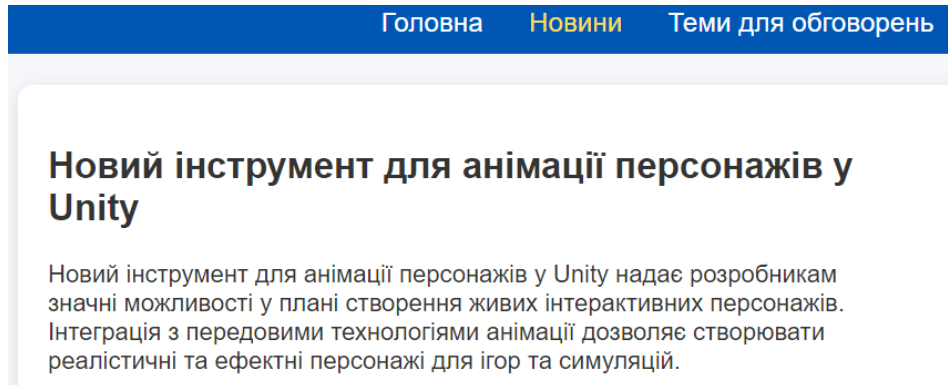 Головна Новини Теми для обговорень
Новий інструмент для анімації персонажів у
Unity
Новий інструмент для анімації персонажів у Unity надає розробникам
значні можливості у плані створення живих інтерактивних персонажів.
Інтеграція з передовими технологіями анімації дозволяє створювати
реалістичні та ефектні персонажі для ігор та симуляцій.